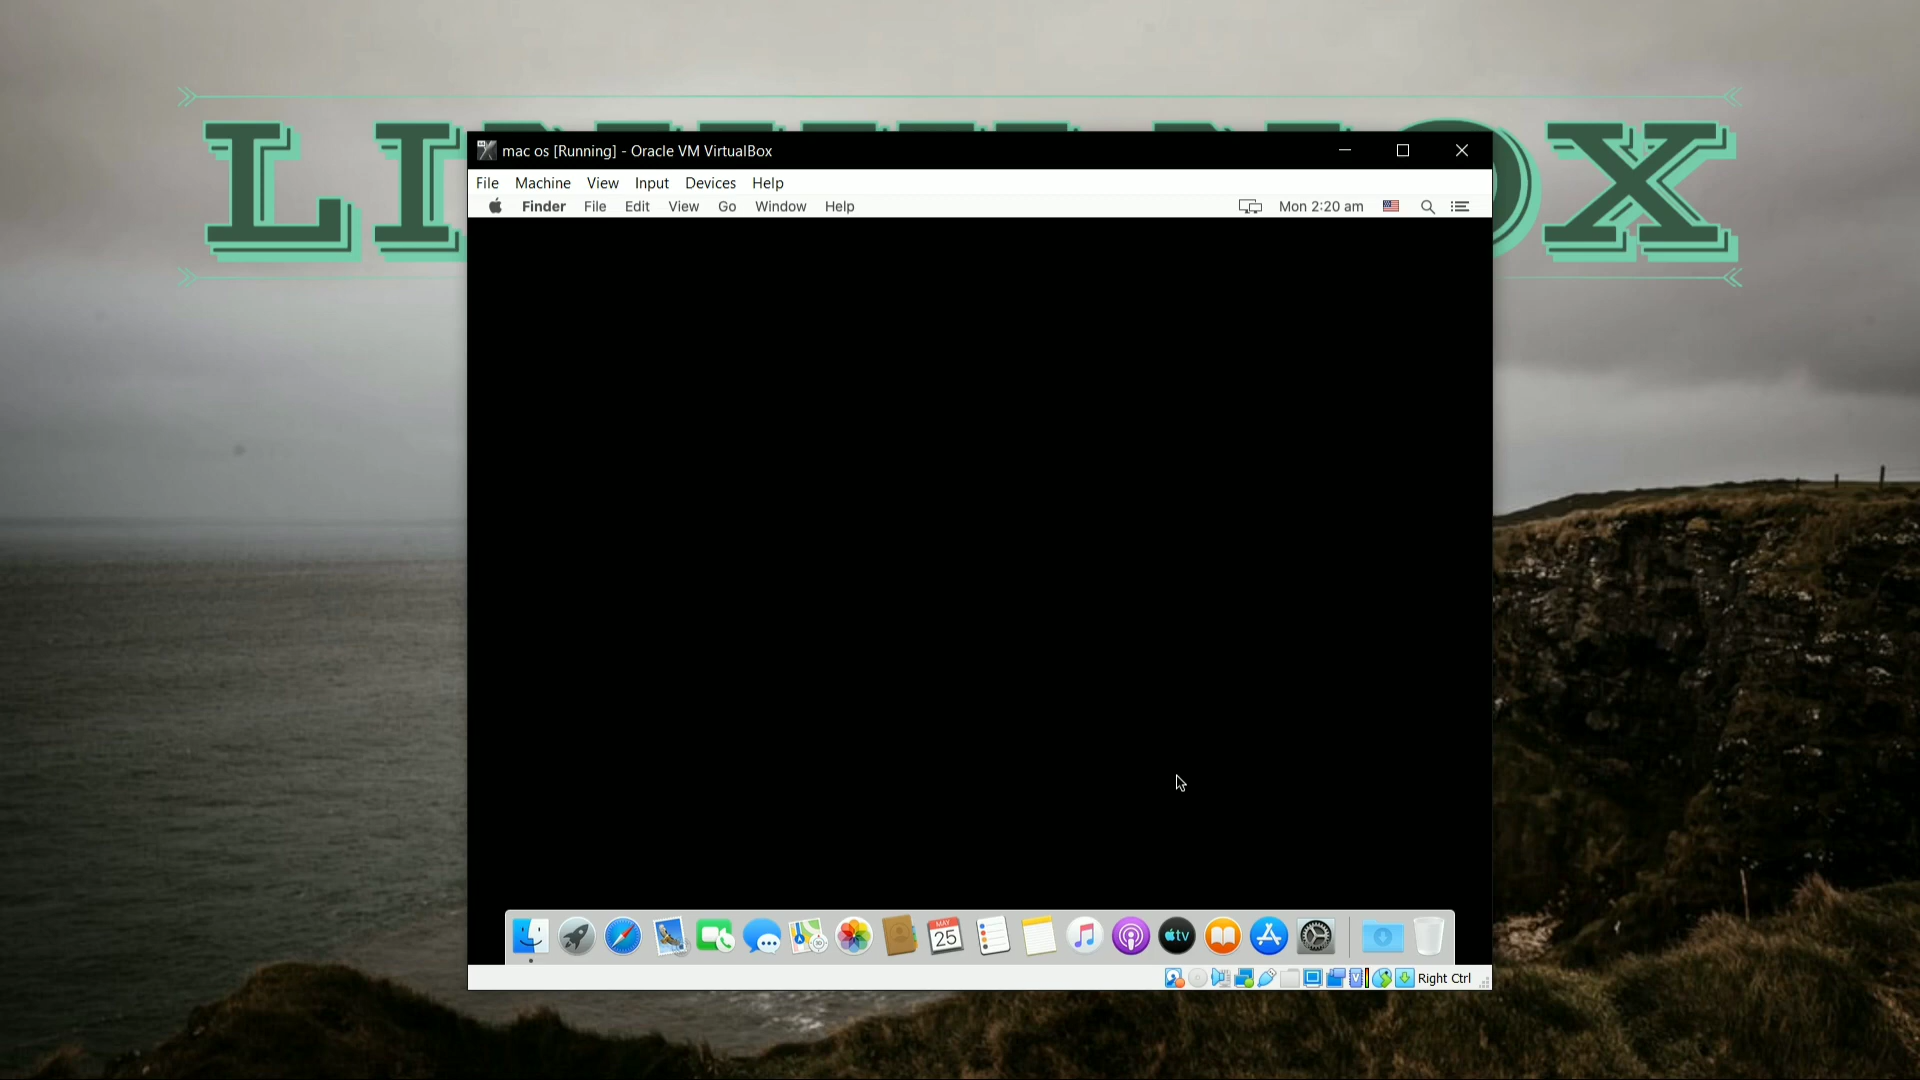 mac os [Running] - Oracle VM VirtualBox
File Machine View Input Devices Help
Finder File Edit View Go Window Help Mon 2:20 am
MAY
25
tv
Right Ctrl